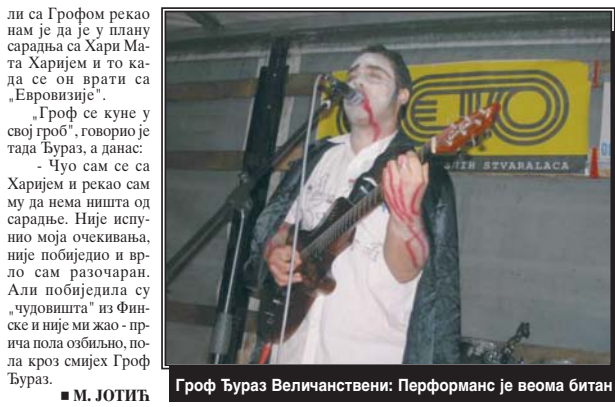 ли са Грофом рекао
нам је да је у плану
сарадња са Хари Ма-
та Харијем и то ка-
да се он врати са
„Евровизије".
„Гроф се куне у
свој гроб", говорио је
тада Ђураз, а данас:
- Чуо сам се са
Харијем и рекао сам
му да нема ништа од
сарадње. Није испу-
нио моја очекивања,
није побиједио и вр-
ло сам разочаран.
Али побиједила су
„чудовишта" из Фин-
ске и није ми жао - пр-
ича пола озбиљно, по-
ла кроз смијех Гроф
Ђураз.
■ М. ЈОТИЋ
STVARALACA
Гроф Ђураз Величанствени: Перформанс је веома битан